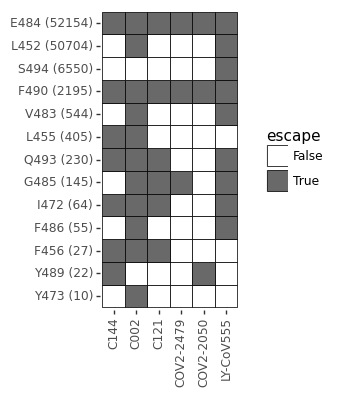 E484 (52154)
L452 (50704)
S494 (6550)
F490 (2195)
V483 (544)
L455 (405)
Q493 (230)
G485 (145)
I472 (64)
F486 (55)
F456 (27)
Y489 (22)
Y473 (10)
C144
C002
C121
COV2-2479
COV2-2050
LY-CoV555
escape
False
True